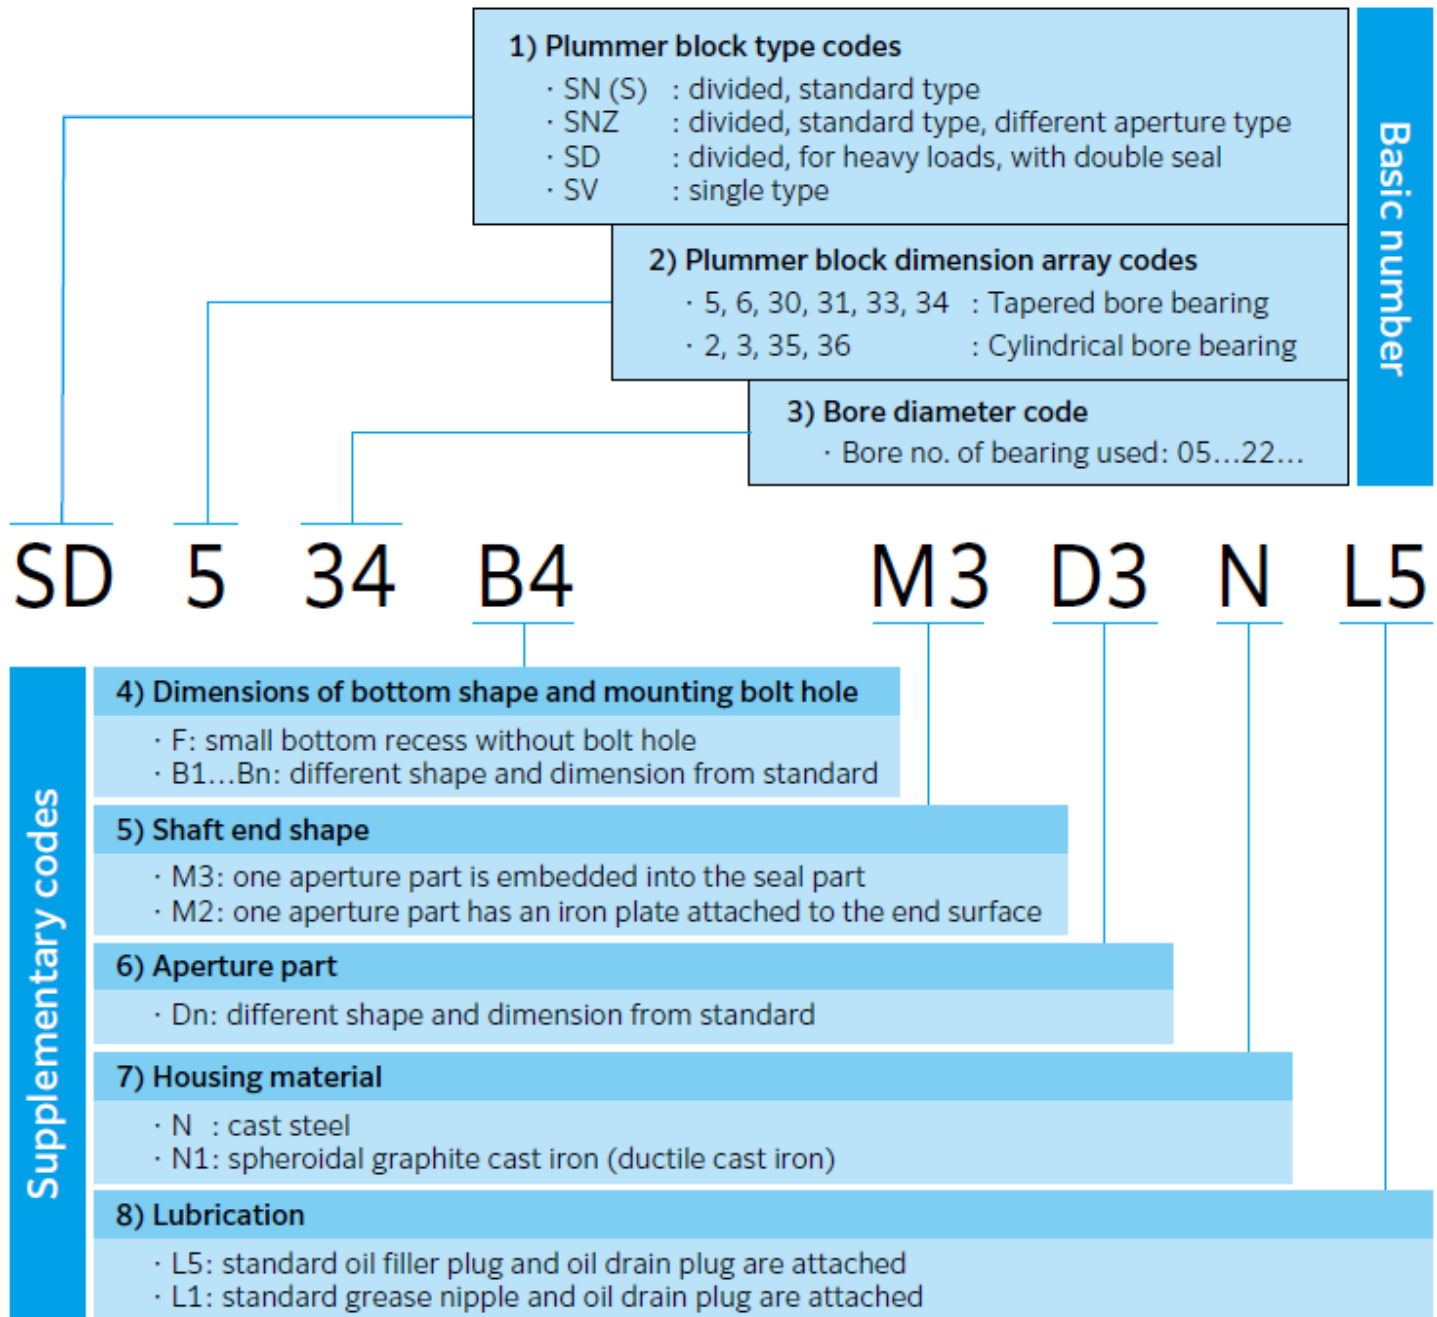 1) Plummer block type codes
· SN (S) : divided, standard type
· SNZ : divided, standard type, different aperture type
· SD : divided, for heavy loads, with double seal
· SV : single type
2) Plummer block dimension array codes
· 5, 6, 30, 31, 33, 34 : Tapered bore bearing
· 2, 3, 35, 36 : Cylindrical bore bearing
3) Bore diameter code
· Bore no. of bearing used: 05...22...
Basic number
SD 5 34 B4 M3 D3 N L5
Supplementary codes
4) Dimensions of bottom shape and mounting bolt hole
· F: small bottom recess without bolt hole
· B1...Bn: different shape and dimension from standard
5) Shaft end shape
· M3: one aperture part is embedded into the seal part
· M2: one aperture part has an iron plate attached to the end surface
6) Aperture part
· Dn: different shape and dimension from standard
7) Housing material
· N : cast steel
· N1: spheroidal graphite cast iron (ductile cast iron)
8) Lubrication
· L5: standard oil filler plug and oil drain plug are attached
· L1: standard grease nipple and oil drain plug are attached